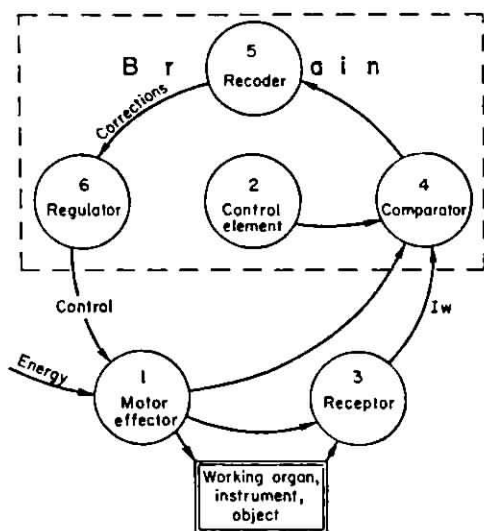 5
B r a i n
Recoder
Corrections
6
Regulator
2
Control
element
4
Comparator
Control
Iw
Energy
1
Motor
effector
3
Receptor
Working organ,
instrument,
object